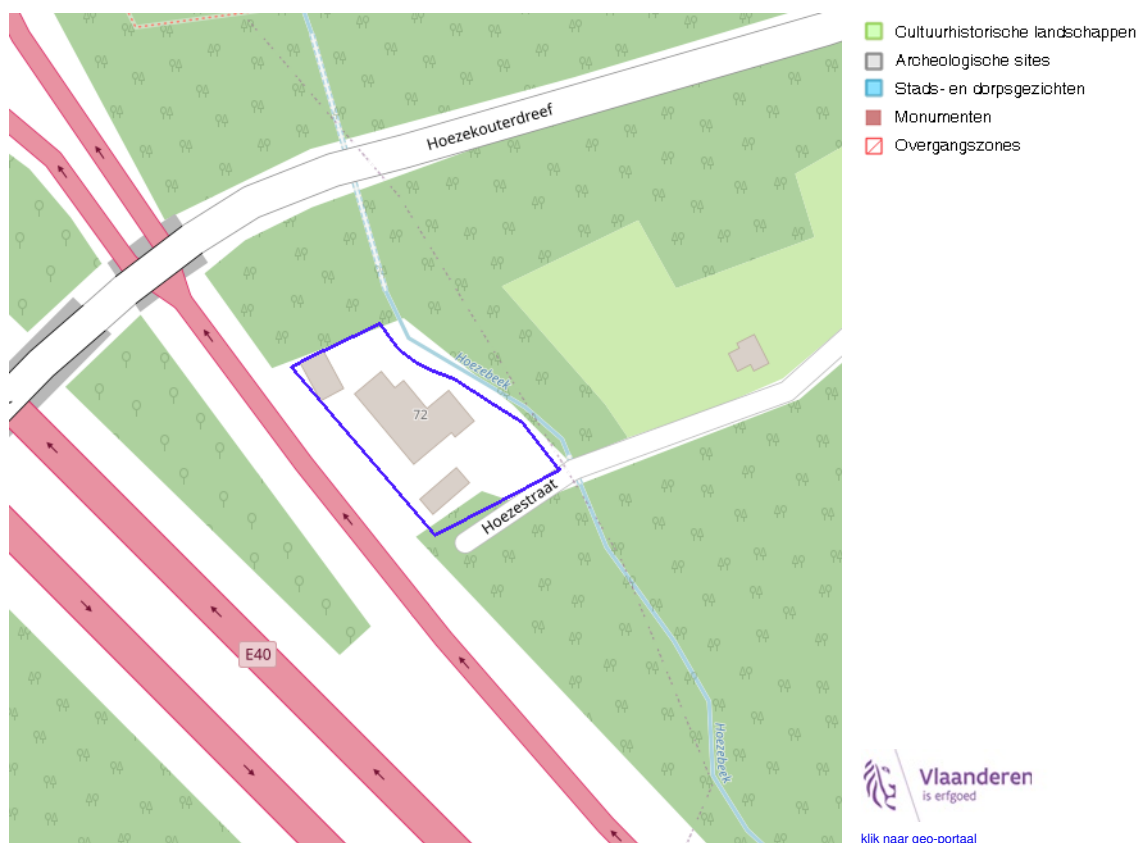 Hoezekouterdreef
Hoezebeek
72
Hoezestraat
E40
Hoezebeek
Cultuurhistorische landschappen
Archeologische sites
Stads- en dorpsgezichten
Monumenten
Overgangszones
Vlaanderen
is erfgoed
klik naar geo-portaal